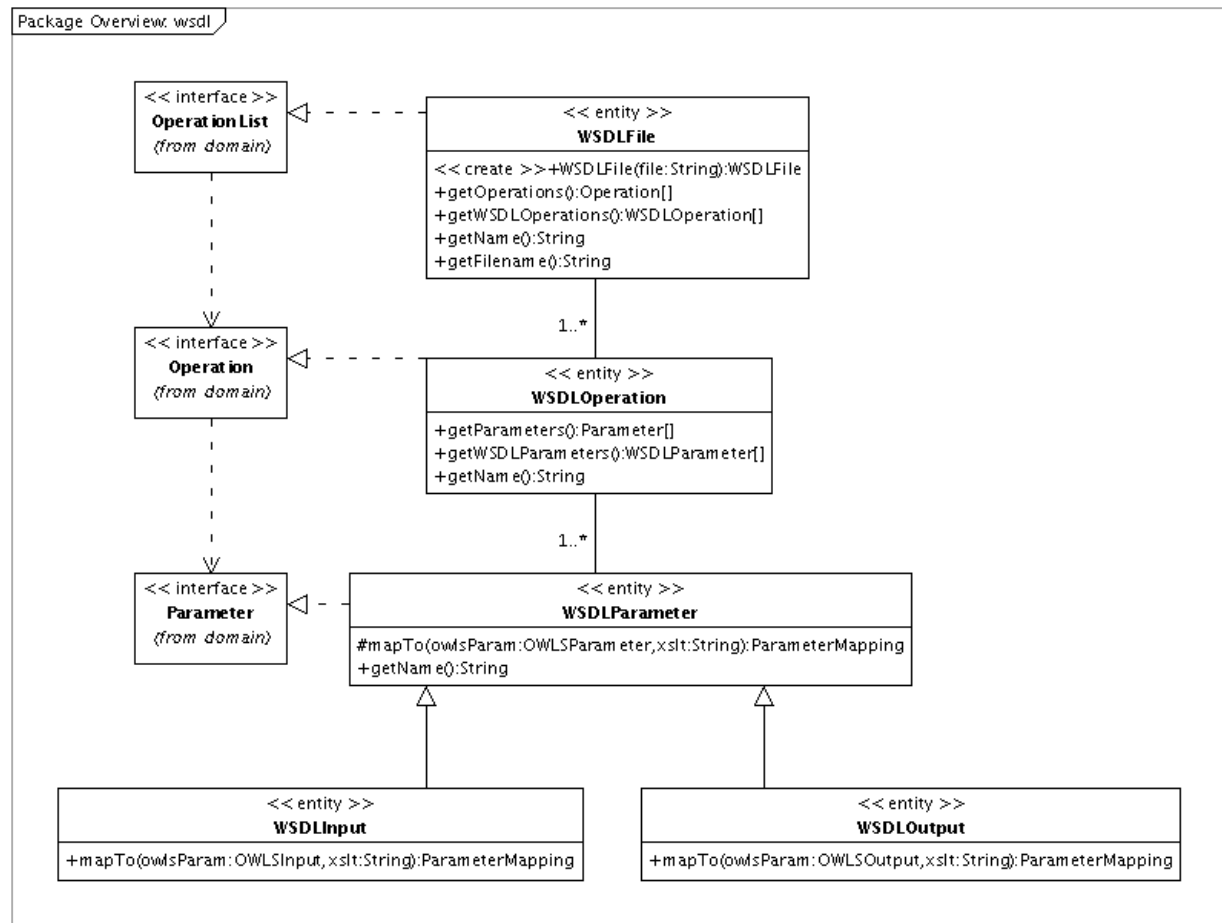 Package Overview: wsdl
<< interface >>
OperationList
(from domain)
<< entity >>
WSDLFile
<< create >>+WSDLFile(file:String):WSDLFile
+getOperations():Operation[]
+getWSDLOperations():WSDLOperation[]
+getName():String
+getFilename():String
1..*
<< interface >>
Operation
(from domain)
<< entity >>
WSDLOperation
+getParameters():Parameter[]
+getWSDLParameters():WSDLParameter[]
+getName():String
1..*
<< interface >>
Parameter
(from domain)
<< entity >>
WSDLParameter
#mapTo(owlsParam:OWLSParameter,xslt:String):ParameterMapping
+getName():String
<< entity >>
WSDLInput
+mapTo(owlsParam:OWLSInput,xslt:String):ParameterMapping
<< entity >>
WSDLOutput
+mapTo(owlsParam:OWLSOutput,xslt:String):ParameterMapping